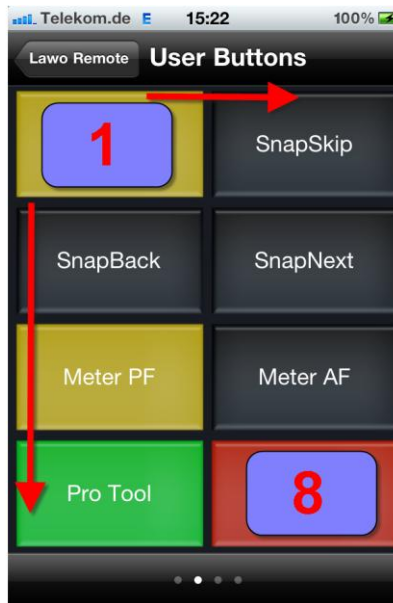 Telekom.de E 15:22 100%
Lawo Remote User Buttons
1 SnapSkip
SnapBack SnapNext
Meter PF Meter AF
Pro Tool 8